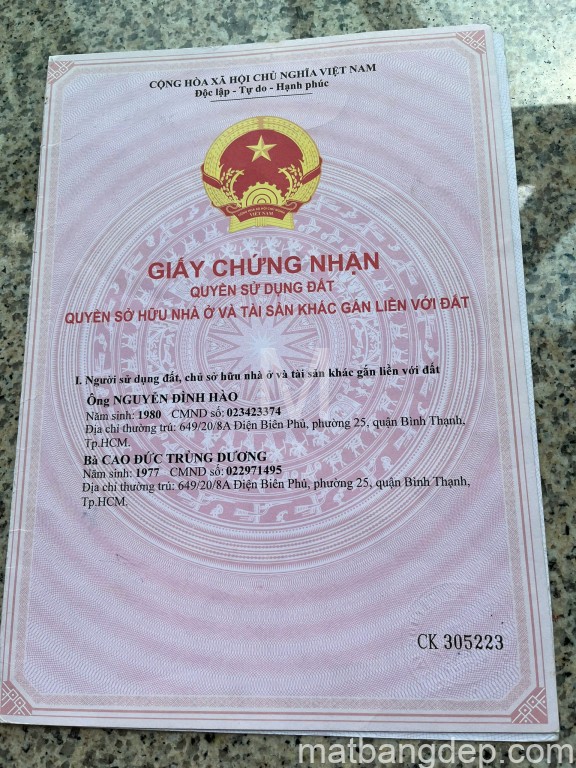 CỘNG HÒA XÃ HỘI CHỦ NGHĨA VIỆT NAM
Độc lập - Tự do - Hạnh phúc
VIỆT NAM
GIẤY CHỨNG NHẬN
QUYỀN SỬ DỤNG ĐẤT
QUYỀN SỞ HỮU NHÀ Ở VÀ TÀI SẢN KHÁC GẮN LIỀN VỚI ĐẤT
I. Người sử dụng đất, chủ sở hữu nhà ở và tài sản khác gắn liền với đất
Ông NGUYỄN ĐÌNH HÀO
Năm sinh: 1980 CMND số: 023423374
Địa chỉ thường trú: 649/20/8A Điện Biên Phủ, phường 25, quận Bình Thạnh,
Tp.HCM.
Bà CAO ĐỨC TRÙNG DƯƠNG
Năm sinh: 1977 CMND số: 022971495
Địa chỉ thường trú: 649/20/8A Điện Biên Phủ, phường 25, quận Bình Thạnh,
Tp.HCM.
CK 305223
matbangdep.com